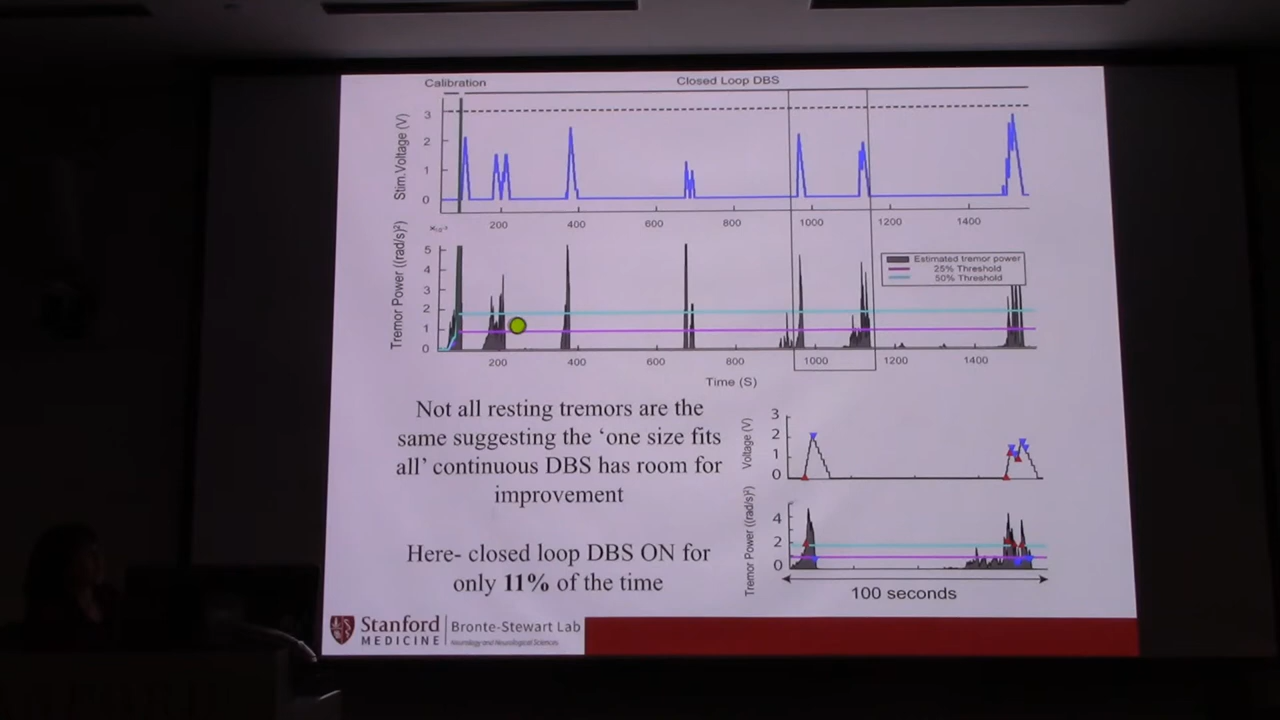 Calibration
Closed Loop DBS
Stim.Voltage (V)
3
2
1
0
200 400 600 800 1000 1200 1400
Tremor Power ((rad/s)²)
5
4
3
2
1
0
Estimated tremor power
25% Threshold
50% Threshold
200 400 600 800 1000 1200 1400
Time (S)
Not all resting tremors are the
same suggesting the ‘one size fits
all’ continuous DBS has room for
improvement
Here- closed loop DBS ON for
only 11% of the time
Voltage (V)
3
2
1
0
Tremor Power ((rad/s)²)
4
2
0
100 seconds
Stanford
MEDICINE
Bronte-Stewart Lab
Neurology and Neurological Sciences